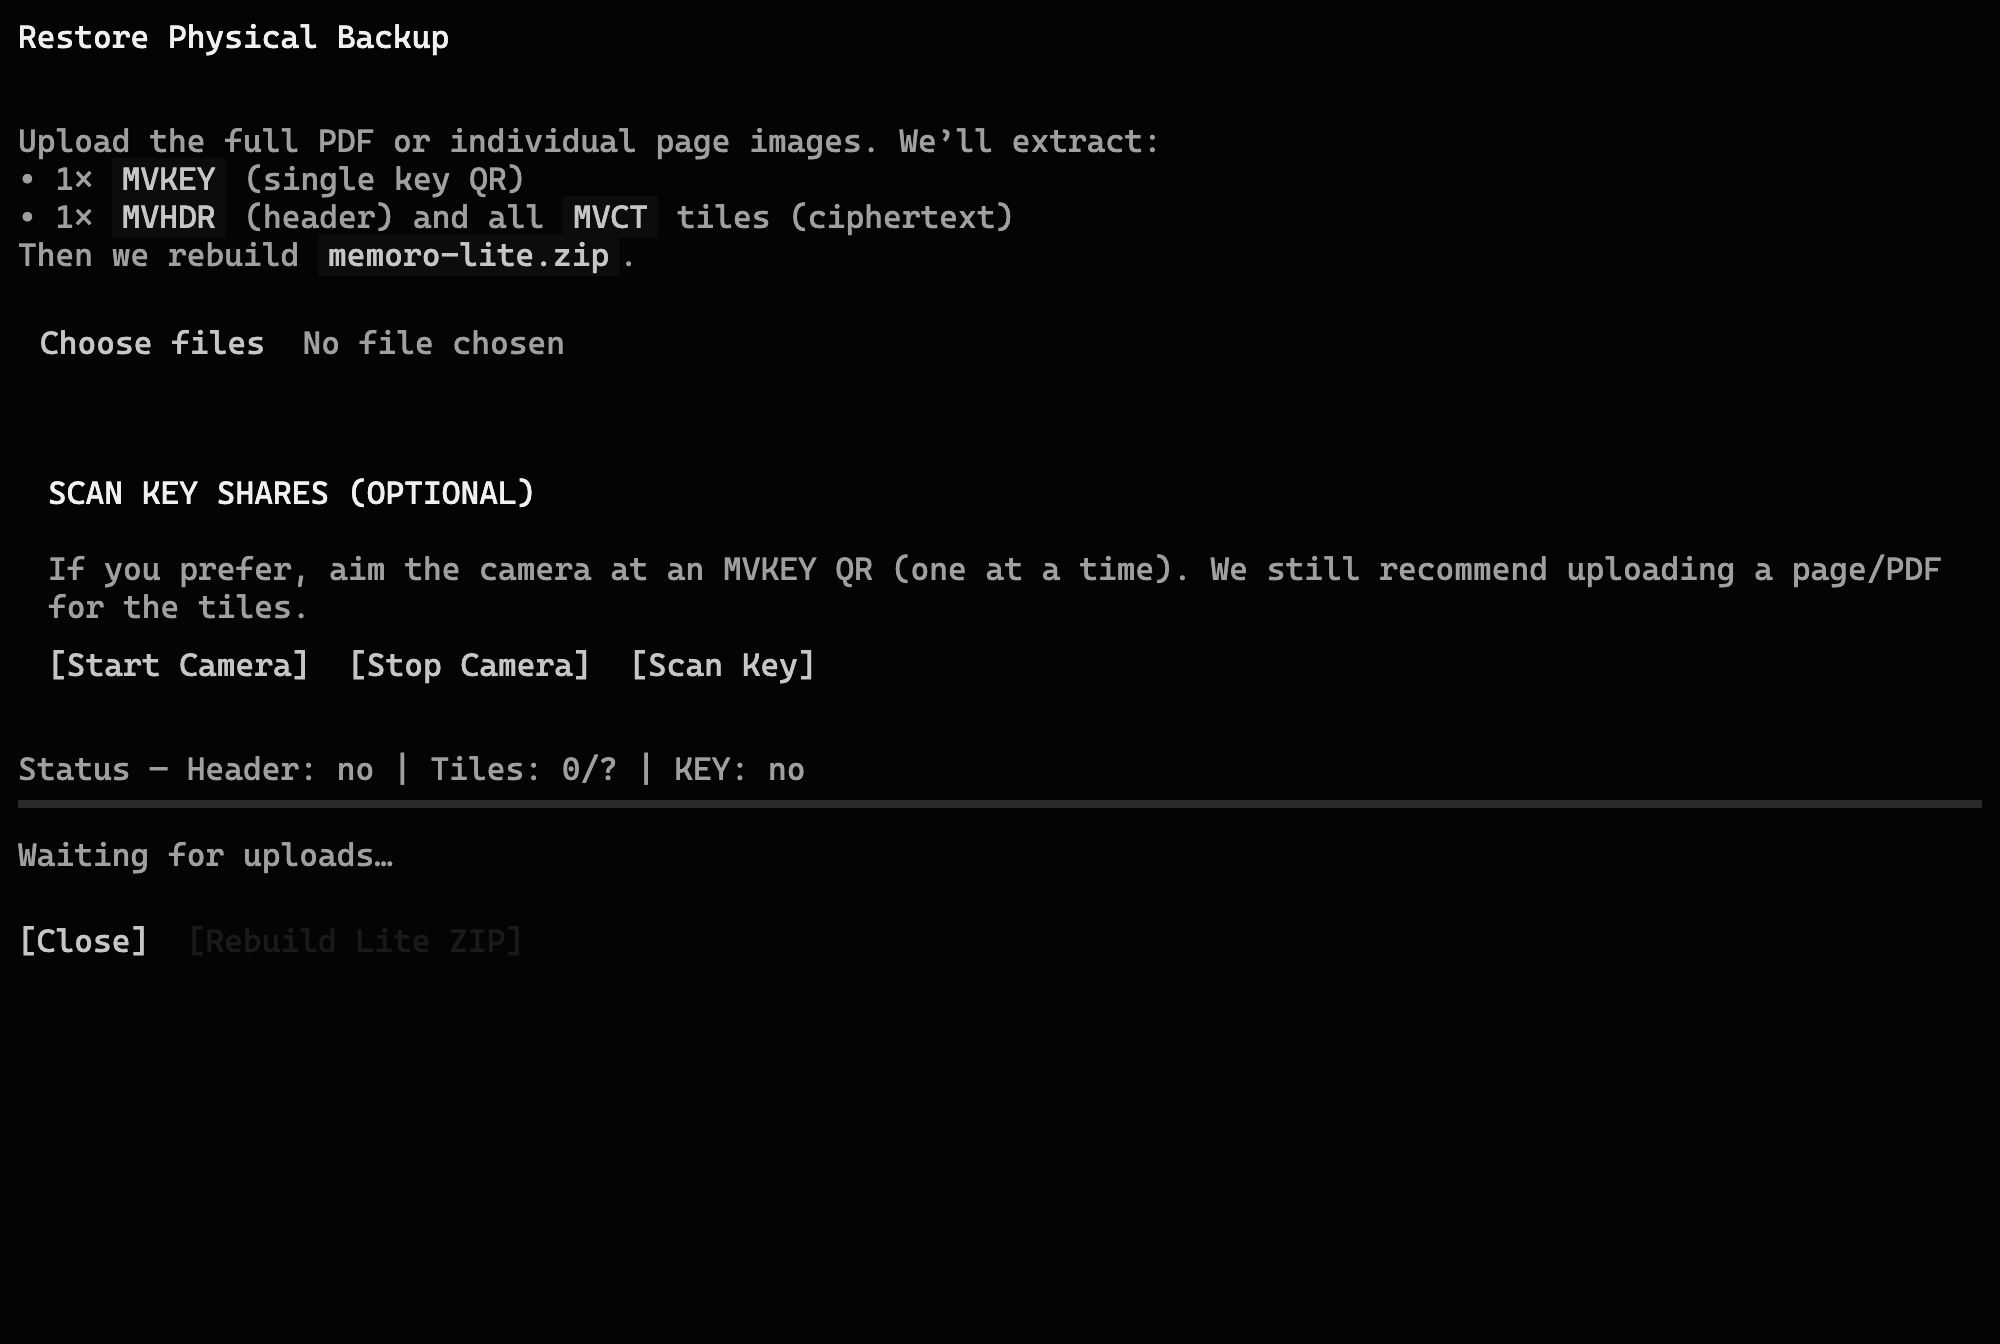 Restore Physical Backup
Upload the full PDF or individual page images. We’ll extract:
• 1× MVKEY (single key QR)
• 1× MVHDR (header) and all MVCT tiles (ciphertext)
Then we rebuild memoro-lite.zip.
Choose files No file chosen
SCAN KEY SHARES (OPTIONAL)
If you prefer, aim the camera at an MVKEY QR (one at a time). We still recommend uploading a page/PDF
for the tiles.
[Start Camera] [Stop Camera] [Scan Key]
Status — Header: no | Tiles: 0/? | KEY: no
Waiting for uploads…
[Close] [Rebuild Lite ZIP]